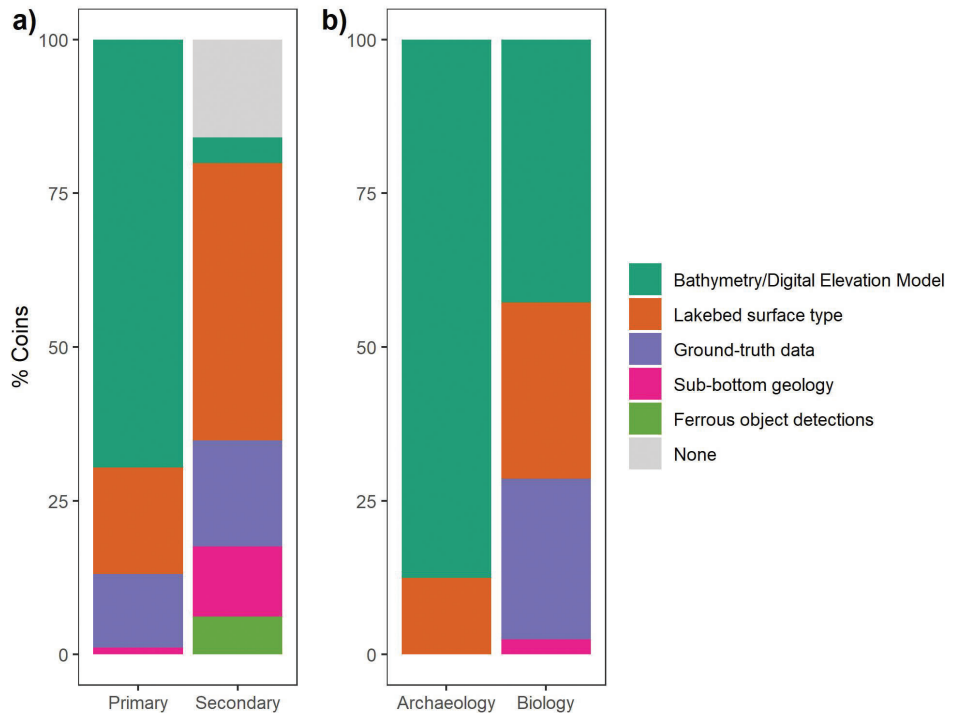 a)
b)
100
75
50
25
0
% Coins
Primary
Secondary
100
75
50
25
0
Archaeology
Biology
Bathymetry/Digital Elevation Model
Lakebed surface type
Ground-truth data
Sub-bottom geology
Ferrous object detections
None